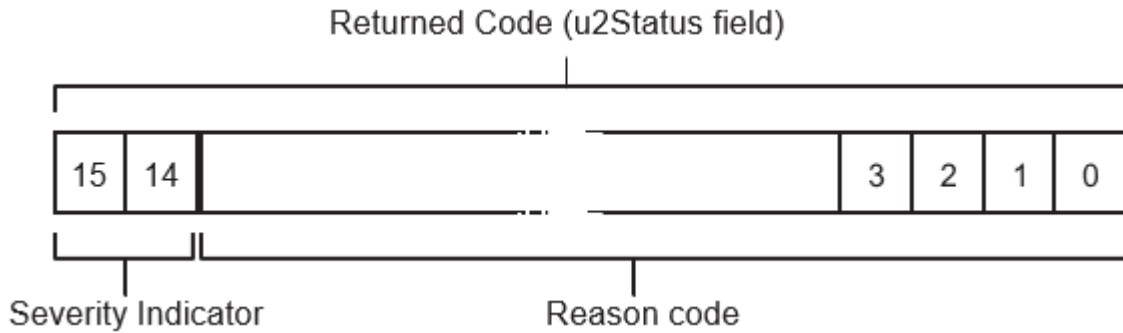 Returned Code (u2Status field)
15 14 3 2 1 0
Severity Indicator Reason code